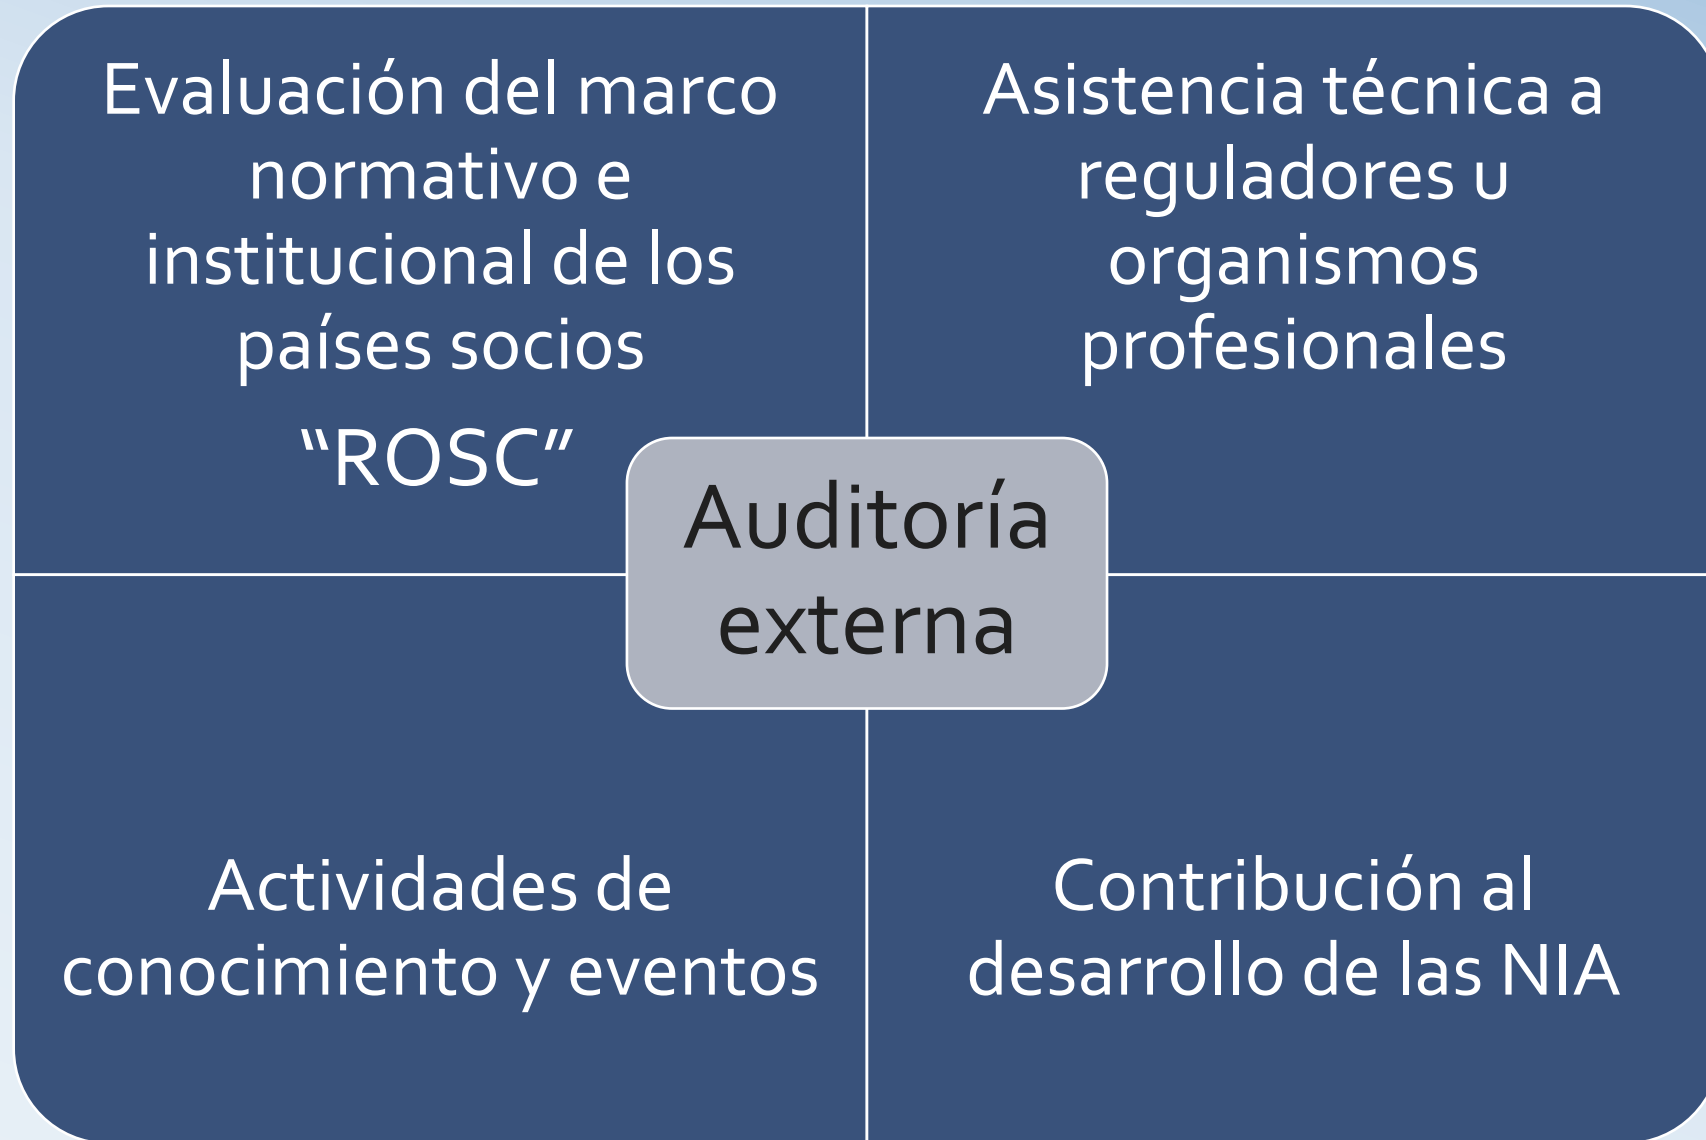 Evaluación del marco
normativo e
institucional de los
países socios
“ROSC”
Asistencia técnica a
reguladores u
organismos
profesionales
Auditoría
externa
Actividades de
conocimiento y eventos
Contribución al
desarrollo de las NIA